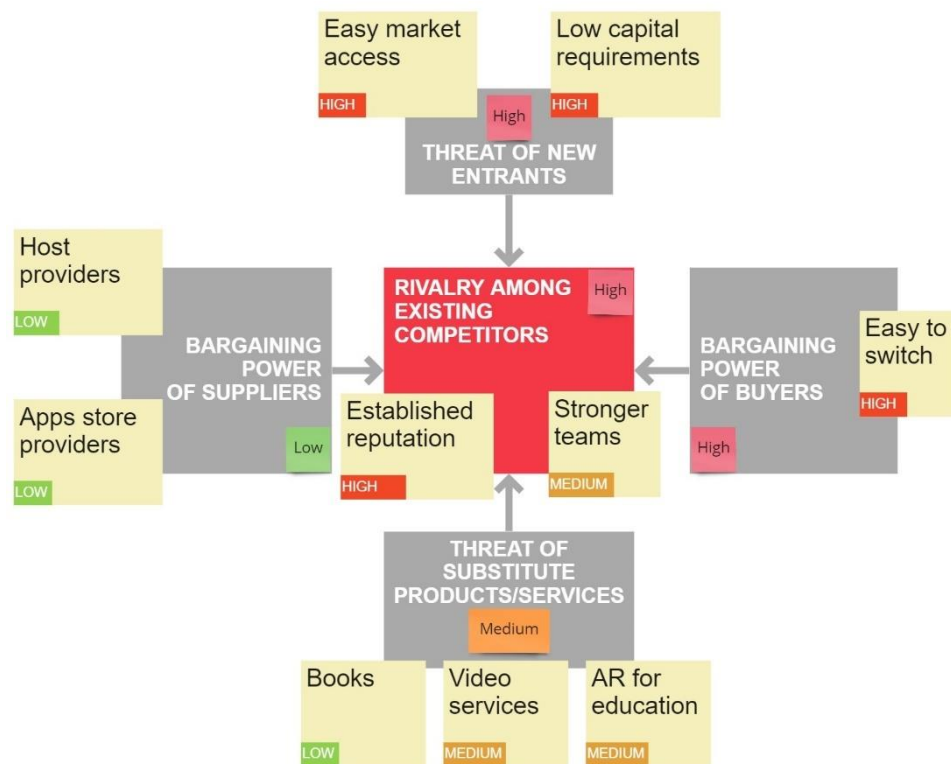 Easy market
access
HIGH
Low capital
requirements
HIGH
High
THREAT OF NEW
ENTRANTS
Host
providers
LOW
BARGAINING
POWER
OF SUPPLIERS
Apps store
providers
LOW
Low
RIVALRY AMONG
EXISTING
COMPETITORS
High
Established
reputation
HIGH
Stronger
teams
MEDIUM
BARGAINING
POWER
OF BUYERS
High
Easy to
switch
HIGH
THREAT OF
SUBSTITUTE
PRODUCTS/SERVICES
Medium
Books
LOW
Video
services
MEDIUM
AR for
education
MEDIUM